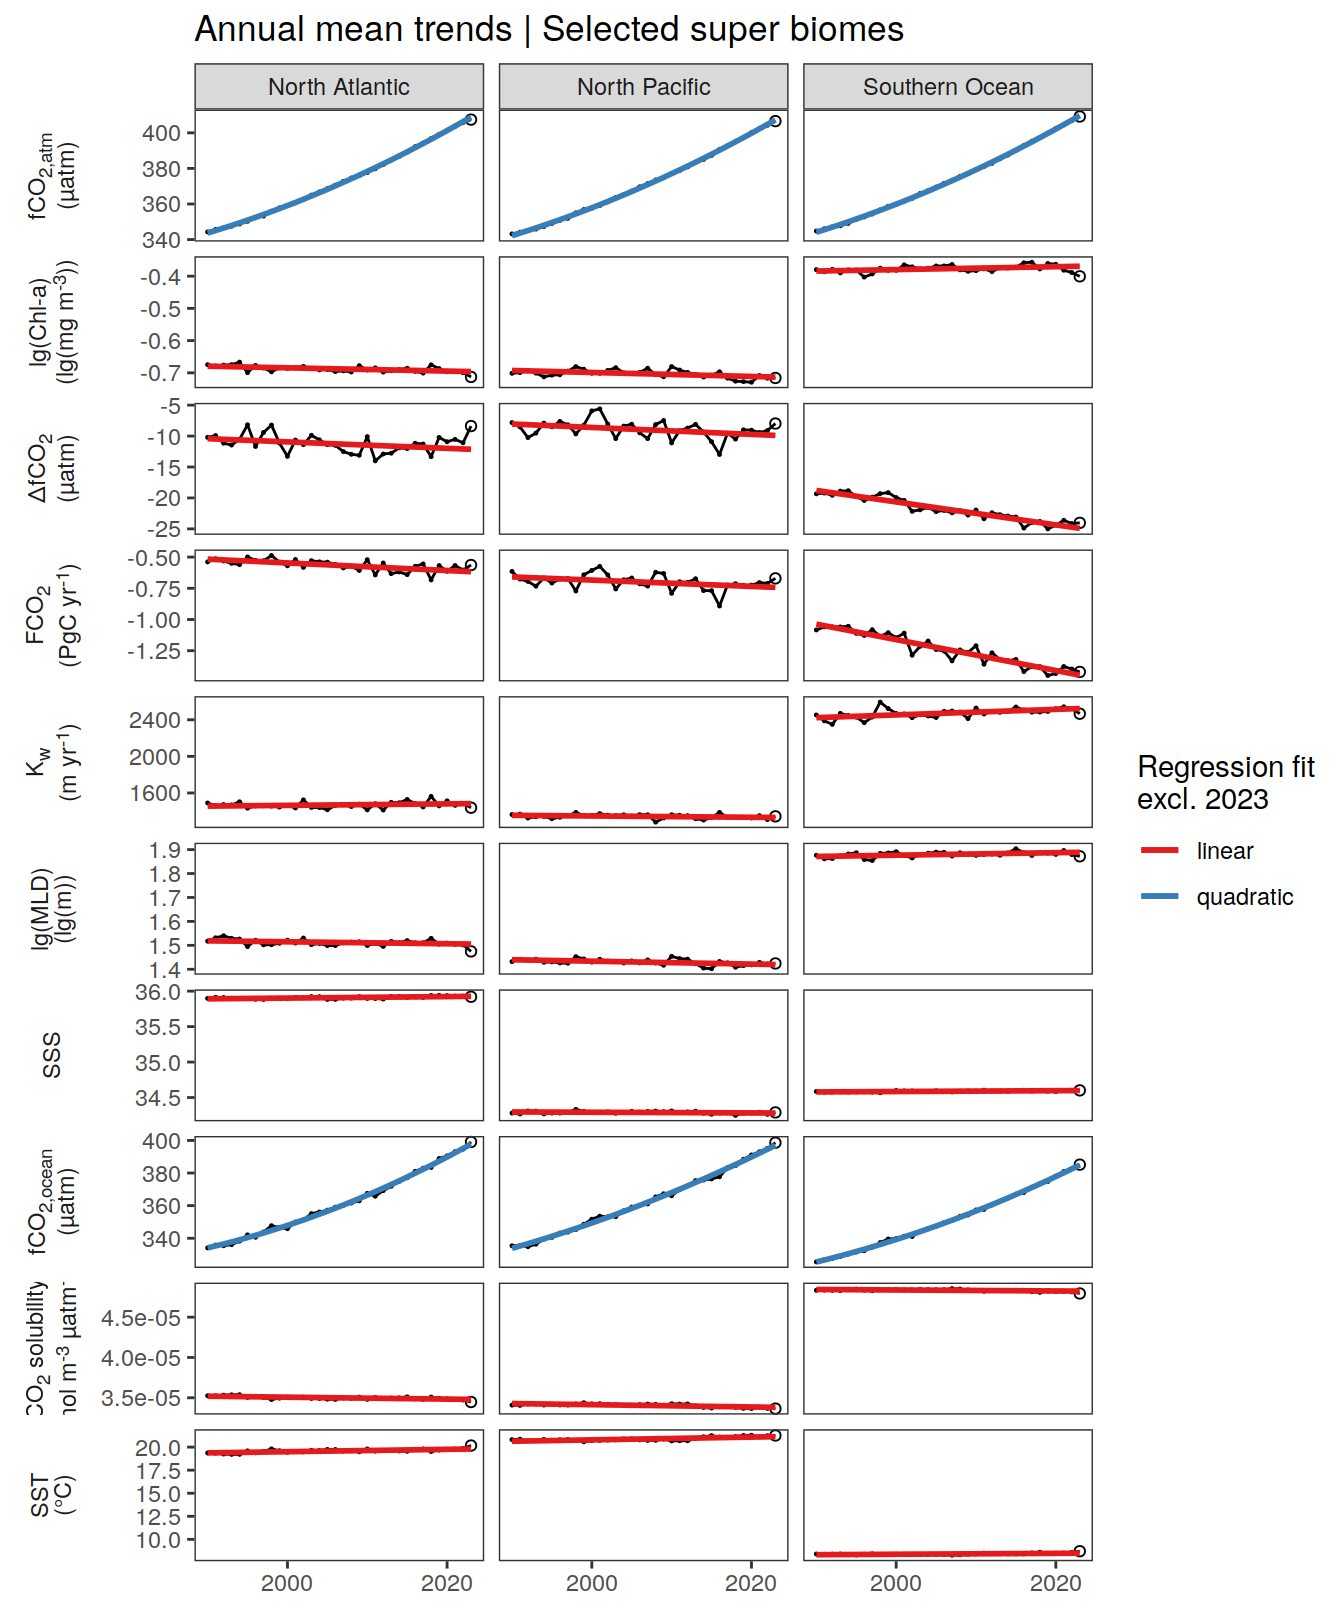 Annual mean trends | Selected super biomes
North Atlantic North Pacific Southern Ocean
fCO2,atm
(µatm)
400
380
360
340
lg(Chl-a)
(lg(mg m-3))
-0.4
-0.5
-0.6
-0.7
ΔfCO2
(µatm)
-5
-10
-15
-20
-25
FCO2
(PgC yr-1)
-0.50
-0.75
-1.00
-1.25
Kw
(m yr-1)
2400
2000
1600
lg(MLD)
(lg(m))
1.9
1.8
1.7
1.6
1.5
1.4
SSS
36.0
35.5
35.0
34.5
fCO2,ocean
(µatm)
400
380
360
340
CO2 solubility
nol m-3 µatm-
4.5e-05
4.0e-05
3.5e-05
SST
(°C)
20.0
17.5
15.0
12.5
10.0
2000 2020 2000 2020 2000 2020
Regression fit
excl. 2023
linear
quadratic